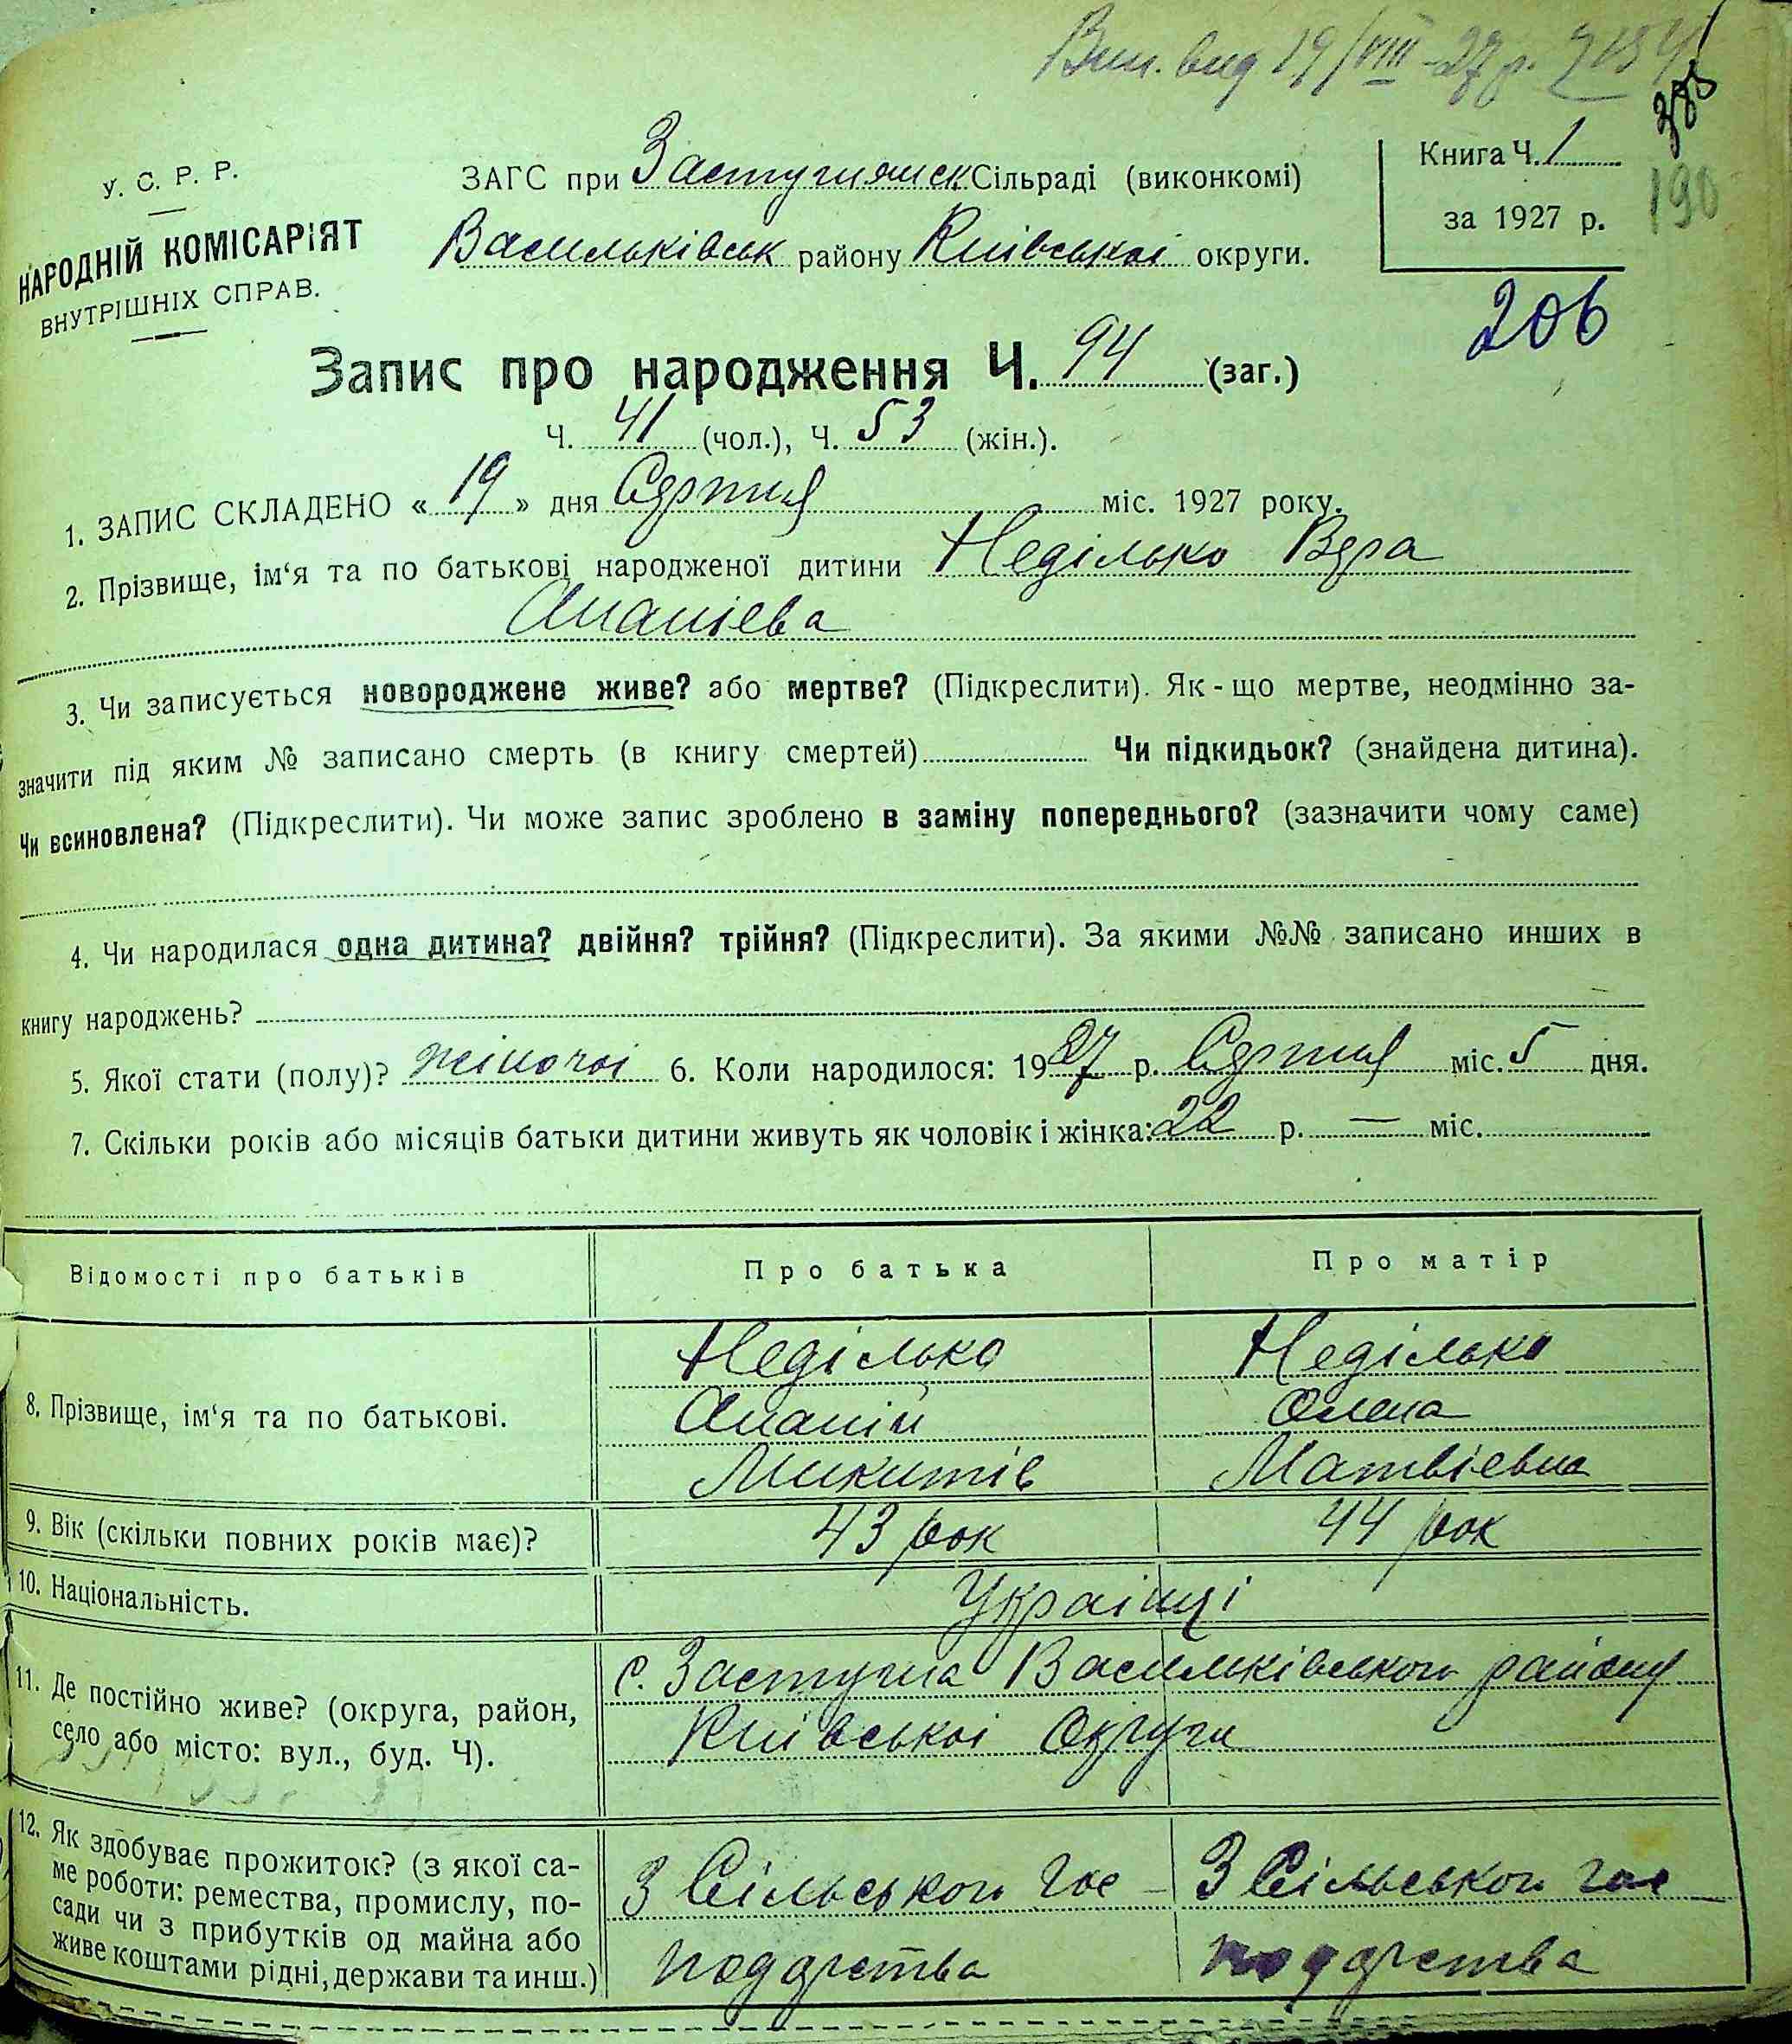 Вип. вид 19/VIII-27 р.
190
У. С. Р. Р.
НАРОДНІЙ КОМІСАРІЯТ
ВНУТРІШНІХ СПРАВ.
ЗАГС при Застугнянск Сільраді (виконкомі)
Васильківськ району Київської округи.
Книга Ч. 1
за 1927 р.
206
Запис про народження Ч. 94 (заг.)
Ч. 41 (чол.), Ч. 53 (жін.).
1. ЗАПИС СКЛАДЕНО « 19 » дня Серпня міс. 1927 року.
2. Прізвище, ім‘я та по батькові народженої дитини Неділько Вера
Ананієва
3. Чи записується новороджене живе? або мертве? (Підкреслити). Як-що мертве, неодмінно за-
значити під яким № записано смерть (в книгу смертей) Чи підкидьок? (знайдена дитина).
Чи всиновлена? (Підкреслити). Чи може запис зроблено в заміну попереднього? (зазначити чому саме)
4. Чи народилася одна дитина? двійня? трійня? (Підкреслити). За якими №№ записано инших в
книгу народжень?
5. Якої стати (полу)? жіночої 6. Коли народилося: 1927 р. Серпня міс. 5 дня.
7. Скільки років або місяців батьки дитини живуть як чоловік і жінка: 22 р. — міс.
Відомості про батьків Про батька Про матір
8. Прізвище, ім‘я та по батькові.
Неділько Неділько
Ананій Олена
Микитів Матвієвна
9. Вік (скільки повних років має)? 43 рок 44 рок
10. Національність. Українці
11. Де постійно живе? (округа, район,
село або місто: вул., буд. Ч).
с. Застугна Васильківського району
Київської Округи
12. Як здобуває прожиток? (з якої са-
ме роботи: ремества, промислу, по-
сади чи з прибутків од майна або
живе коштами рідні, держави та инш.)
З Сільського гос- З Сільського гос
подарства подарства